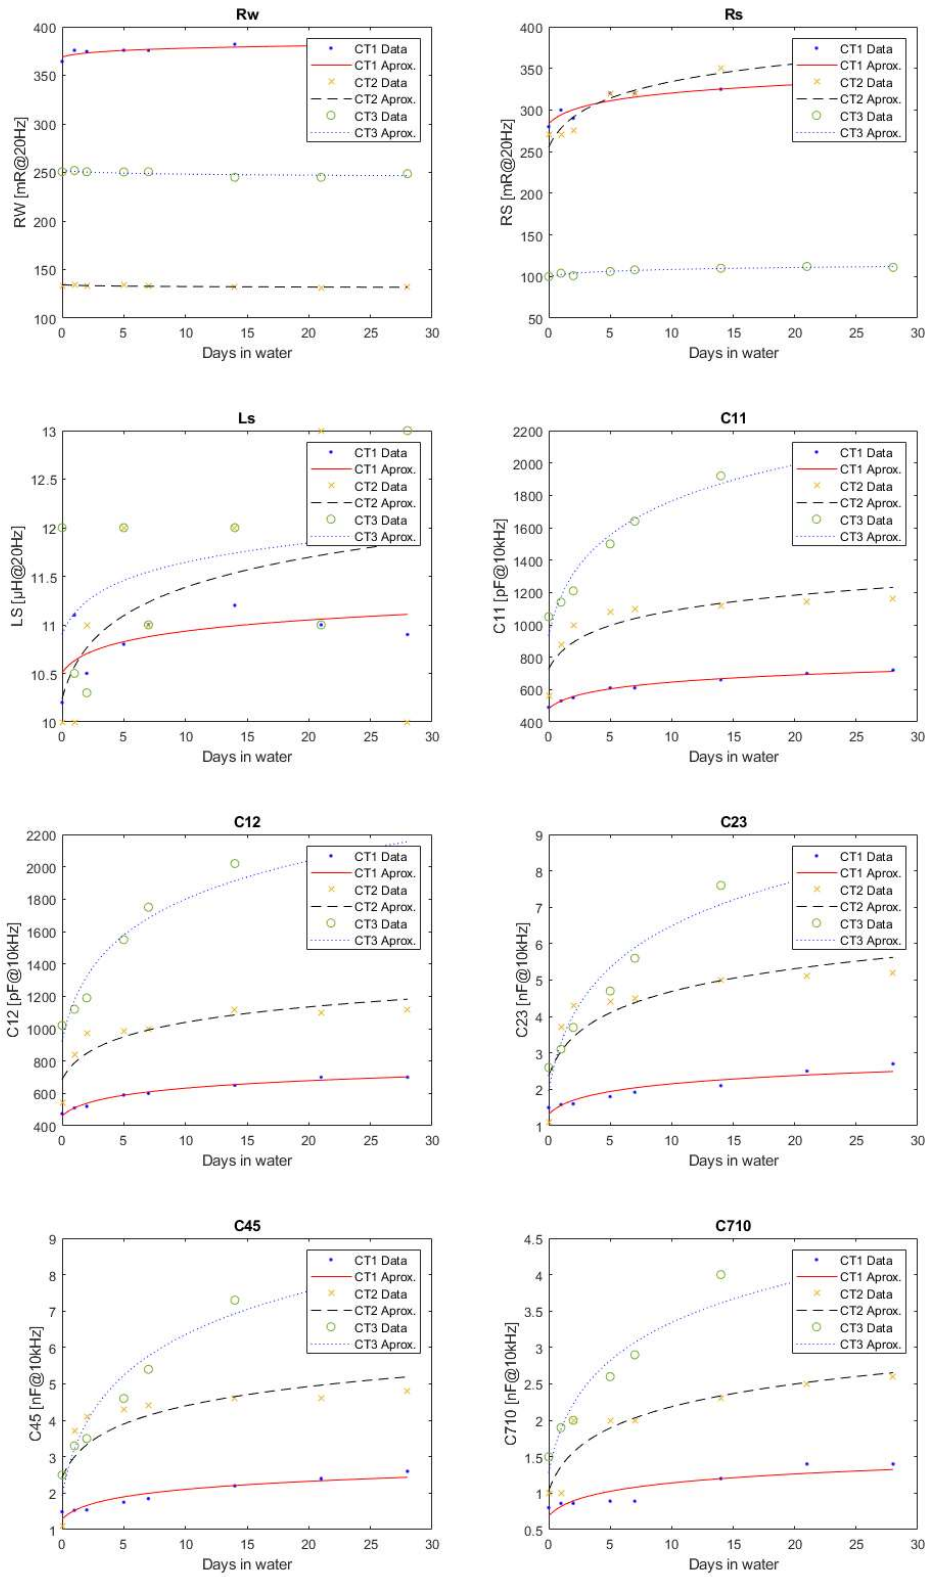 Rw
400
350
300
250
200
150
100
RW [mR@20Hz]
0 5 10 15 20 25 30
Days in water
CT1 Data
CT1 Aprox.
CT2 Data
CT2 Aprox.
CT3 Data
CT3 Aprox.
Rs
400
350
300
250
200
150
100
50
RS [mR@20Hz]
0 5 10 15 20 25 30
Days in water
CT1 Data
CT1 Aprox.
CT2 Data
CT2 Aprox.
CT3 Data
CT3 Aprox.
Ls
13
12.5
12
11.5
11
10.5
10
LS [µH@20Hz]
0 5 10 15 20 25 30
Days in water
CT1 Data
CT1 Aprox.
CT2 Data
CT2 Aprox.
CT3 Data
CT3 Aprox.
C11
2200
2000
1800
1600
1400
1200
1000
800
600
400
C11 [pF@10kHz]
0 5 10 15 20 25 30
Days in water
CT1 Data
CT1 Aprox.
CT2 Data
CT2 Aprox.
CT3 Data
CT3 Aprox.
C12
2200
2000
1800
1600
1400
1200
1000
800
600
400
C12 [pF@10kHz]
0 5 10 15 20 25 30
Days in water
CT1 Data
CT1 Aprox.
CT2 Data
CT2 Aprox.
CT3 Data
CT3 Aprox.
C23
9
8
7
6
5
4
3
2
1
C23 [nF@10kHz]
0 5 10 15 20 25 30
Days in water
CT1 Data
CT1 Aprox.
CT2 Data
CT2 Aprox.
CT3 Data
CT3 Aprox.
C45
9
8
7
6
5
4
3
2
1
C45 [nF@10kHz]
0 5 10 15 20 25 30
Days in water
CT1 Data
CT1 Aprox.
CT2 Data
CT2 Aprox.
CT3 Data
CT3 Aprox.
C710
4.5
4
3.5
3
2.5
2
1.5
1
0.5
C710 [nF@10kHz]
0 5 10 15 20 25 30
Days in water
CT1 Data
CT1 Aprox.
CT2 Data
CT2 Aprox.
CT3 Data
CT3 Aprox.